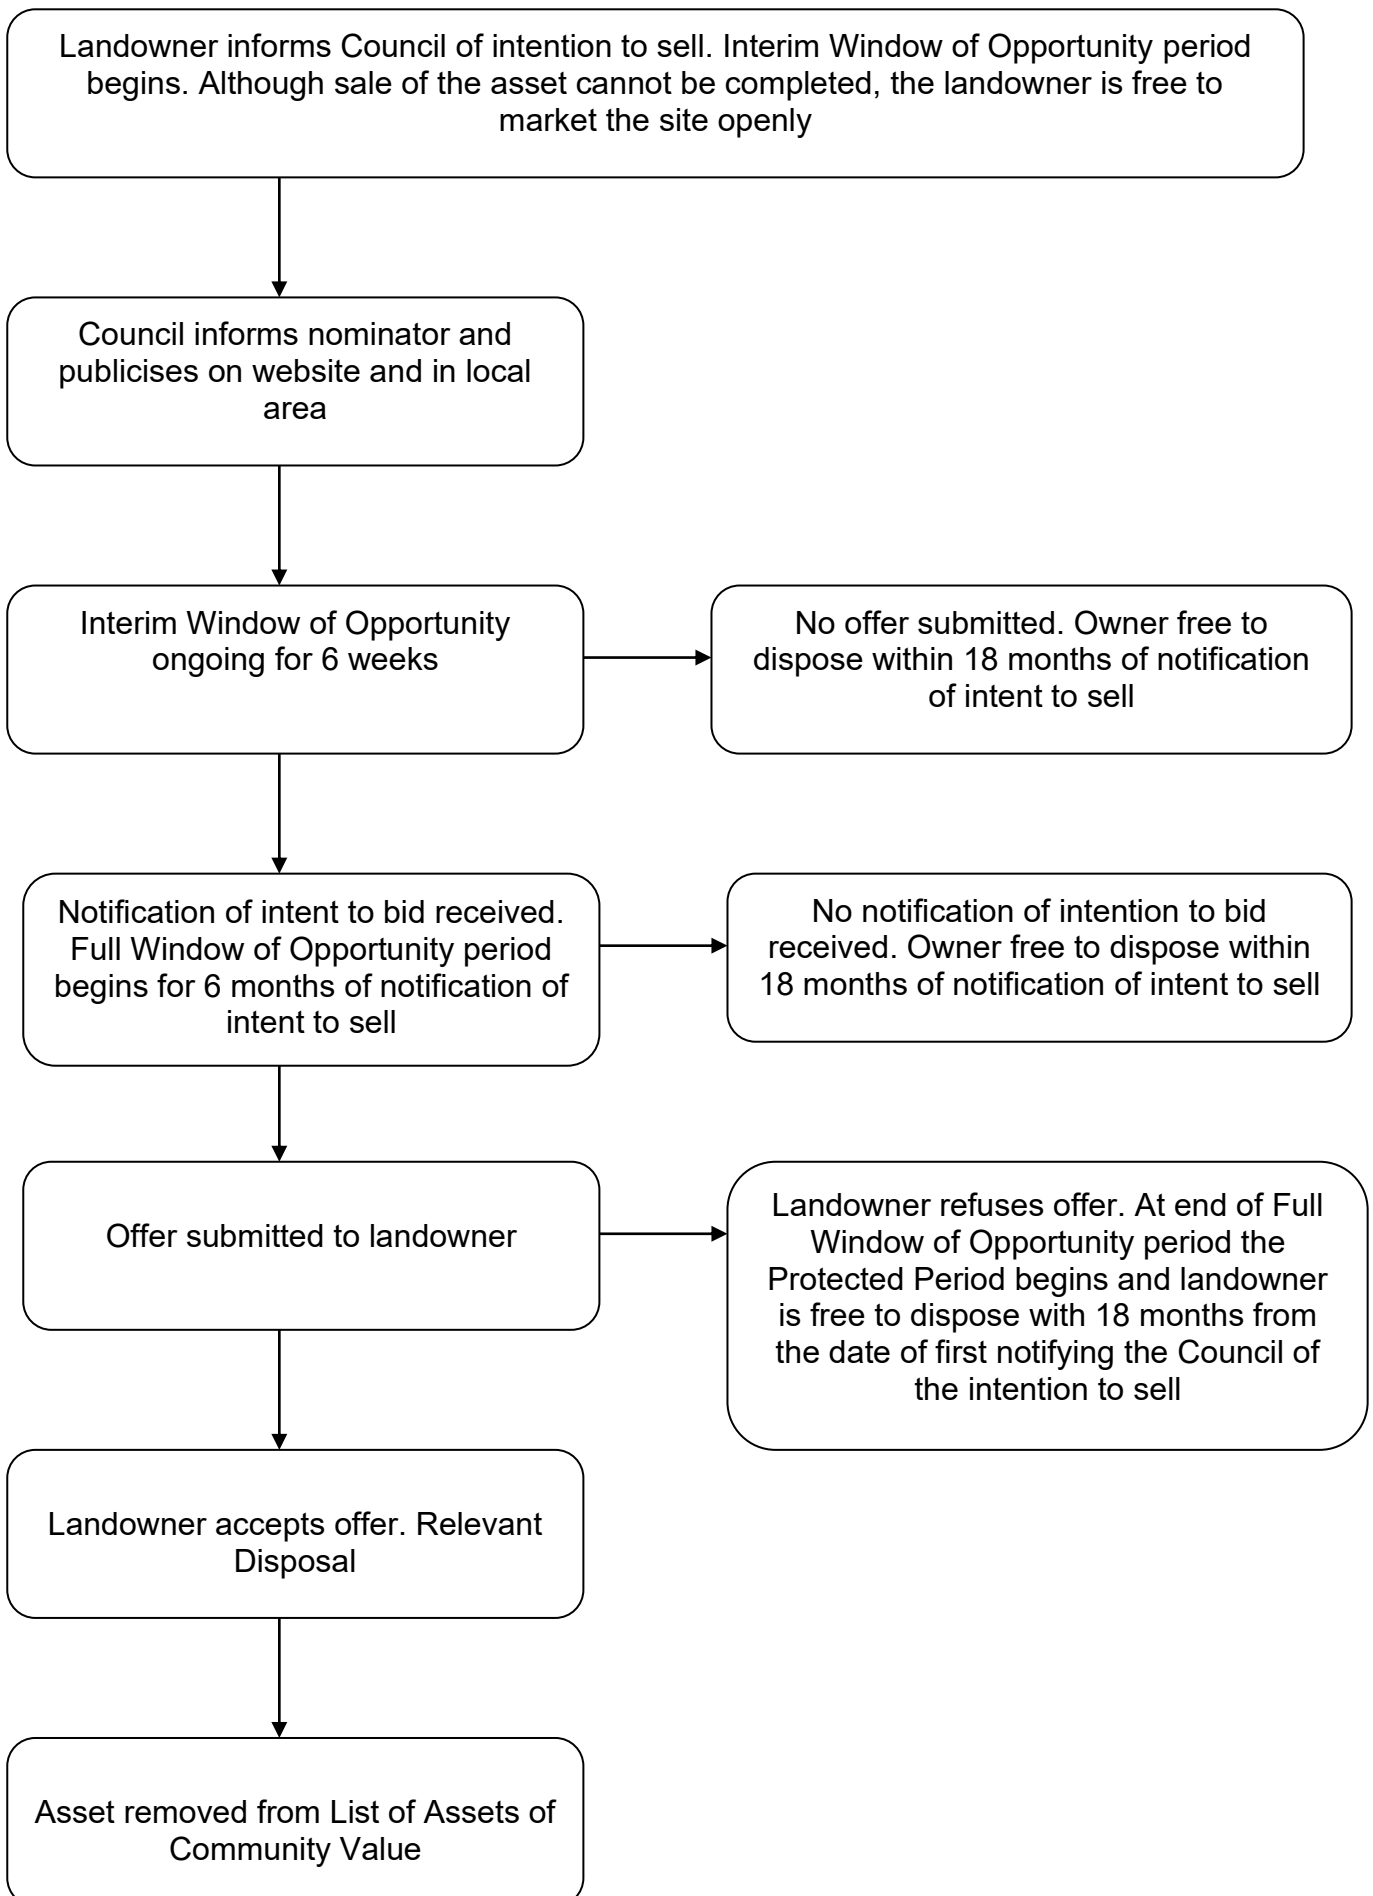 Landowner informs Council of intention to sell. Interim Window of Opportunity period
begins. Although sale of the asset cannot be completed, the landowner is free to
market the site openly
Council informs nominator and
publicises on website and in local
area
Interim Window of Opportunity
ongoing for 6 weeks
No offer submitted. Owner free to
dispose within 18 months of notification
of intent to sell
Notification of intent to bid received.
Full Window of Opportunity period
begins for 6 months of notification of
intent to sell
No notification of intention to bid
received. Owner free to dispose within
18 months of notification of intent to sell
Offer submitted to landowner
Landowner refuses offer. At end of Full
Window of Opportunity period the
Protected Period begins and landowner
is free to dispose with 18 months from
the date of first notifying the Council of
the intention to sell
Landowner accepts offer. Relevant
Disposal
Asset removed from List of Assets of
Community Value